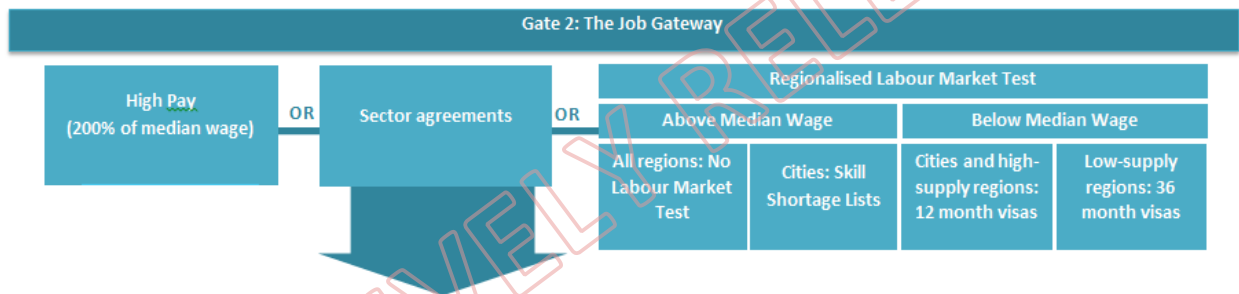 Gate 2: The Job Gateway
High Pay
(200% of median wage)
OR
Sector agreements
OR
Regionalised Labour Market Test
Above Median Wage
Below Median Wage
All regions: No
Labour Market
Test
Cities: Skill
Shortage Lists
Cities and high-
supply regions:
12 month visas
Low-supply
regions: 36
month visas
VELY REL